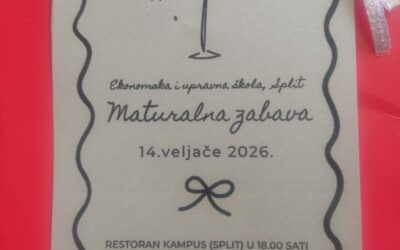 Ekonomska i upravna škola, Split
Maturalna zabava
14.veljače 2026.
RESTORAN KAMPUS (SPLIT) U 18.00 SATI